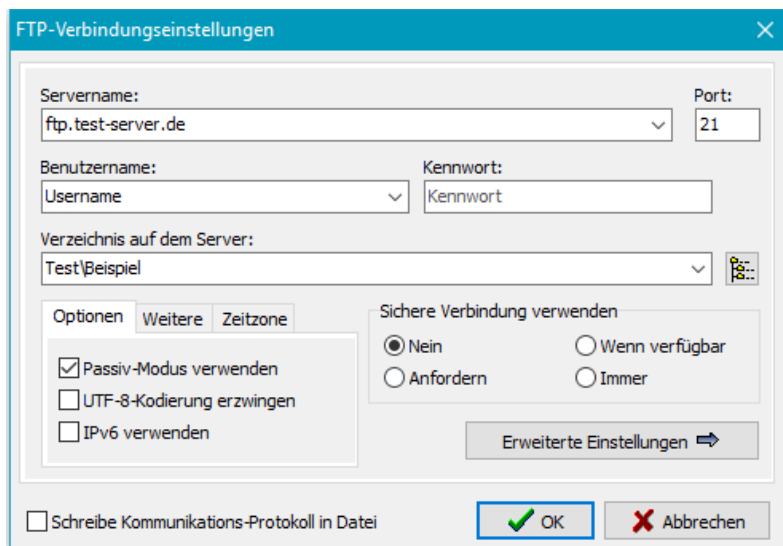 FTP-Verbindungseinstellungen
Servername: Port:
ftp.test-server.de 21
Benutzername: Kennwort:
Username Kennwort
Verzeichnis auf dem Server:
Test\Beispiel
Optionen Weitere Zeitzone
Sichere Verbindung verwenden
Passiv-Modus verwenden
UTF-8-Kodierung erzwingen
IPv6 verwenden
Nein Wenn verfügbar
Anfordern Immer
Erweiterte Einstellungen
Schreibe Kommunikations-Protokoll in Datei
OK Abbrechen